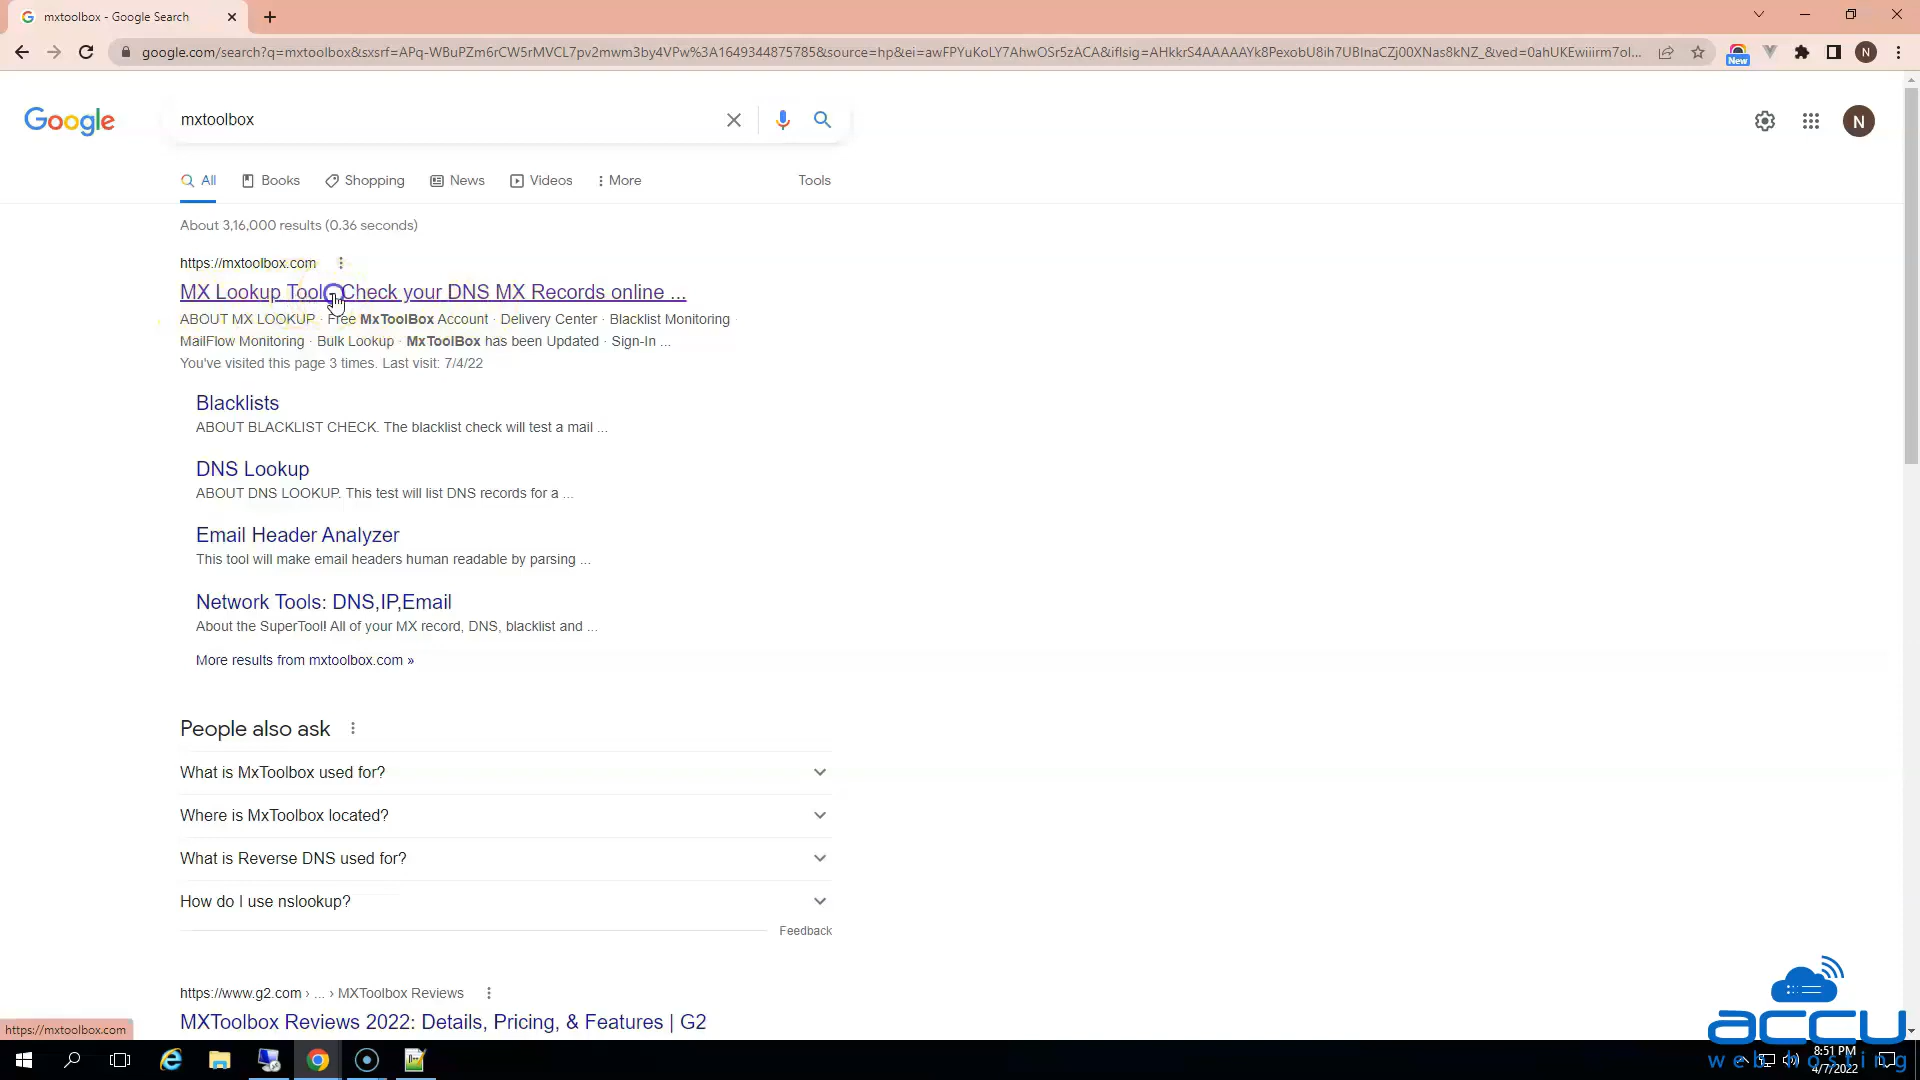 mxtoolbox - Google Search
google.com/search?q=mxtoolbox&sxsrf=APq-WBuPZm6rCW5rMVCL7pv2mwm3by4VPw%3A1649344875785&source=hp&ei=awFPYuKoLY7AhwOSr5zACA&iflsig=AHkkrS4AAAAAYk8PexobU8ih7UBInaCZj00XNas8kNZ_&ved=0ahUKEwiiirm7ol...
New
N
Google
mxtoolbox
N
All
Books
Shopping
News
Videos
More
Tools
About 3,16,000 results (0.36 seconds)
https://mxtoolbox.com
MX Lookup Tool - Check your DNS MX Records online ...
ABOUT MX LOOKUP · Free MxToolBox Account · Delivery Center · Blacklist Monitoring ·
MailFlow Monitoring · Bulk Lookup · MxToolBox has been Updated · Sign-In ...
You've visited this page 3 times. Last visit: 7/4/22
Blacklists
ABOUT BLACKLIST CHECK. The blacklist check will test a mail ...
DNS Lookup
ABOUT DNS LOOKUP. This test will list DNS records for a ...
Email Header Analyzer
This tool will make email headers human readable by parsing ...
Network Tools: DNS,IP,Email
About the SuperTool! All of your MX record, DNS, blacklist and ...
More results from mxtoolbox.com »
People also ask
What is MxToolbox used for?
Where is MxToolbox located?
What is Reverse DNS used for?
How do I use nslookup?
Feedback
https://www.g2.com › ... › MXToolbox Reviews
MXToolbox Reviews 2022: Details, Pricing, & Features | G2
https://mxtoolbox.com
accu
web hosting
8:51 PM
4/7/2022